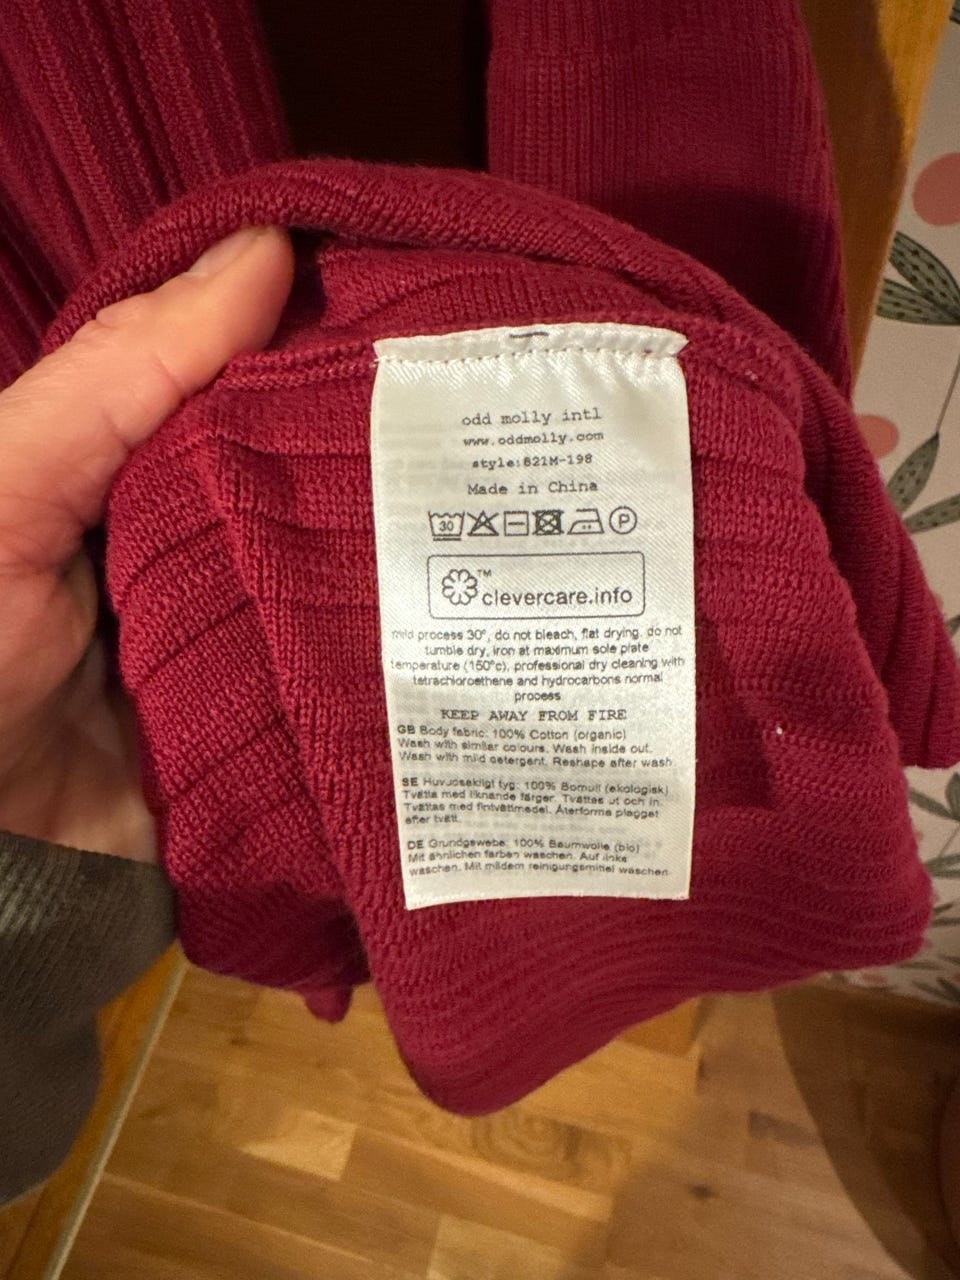 odd molly intl
www.oddmolly.com
style:821M-198
Made in China
30 P
TM
clevercare.info
mild process 30°, do not bleach, flat drying, do not
tumble dry, iron at maximum sole plate
temperature (150°c), professional dry cleaning with
tetrachloroethene and hydrocarbons normal
process
KEEP AWAY FROM FIRE
GB Body fabric: 100% Cotton (organic)
Wash with similar colours. Wash inside out.
Wash with mild detergent. Reshape after wash
SE Huvudsakligt tyg: 100% Bomull (ekologisk)
Tvätta med liknande färger. Tvättas ut och in.
Tvättas med fintvättmedel. Återforma plagget
efter tvätt.
DE Grundgewebe: 100% Baumwolle (bio)
Mit ähnlichen farben waschen. Auf links
waschen. Mit mildem reinigungsmittel waschen.